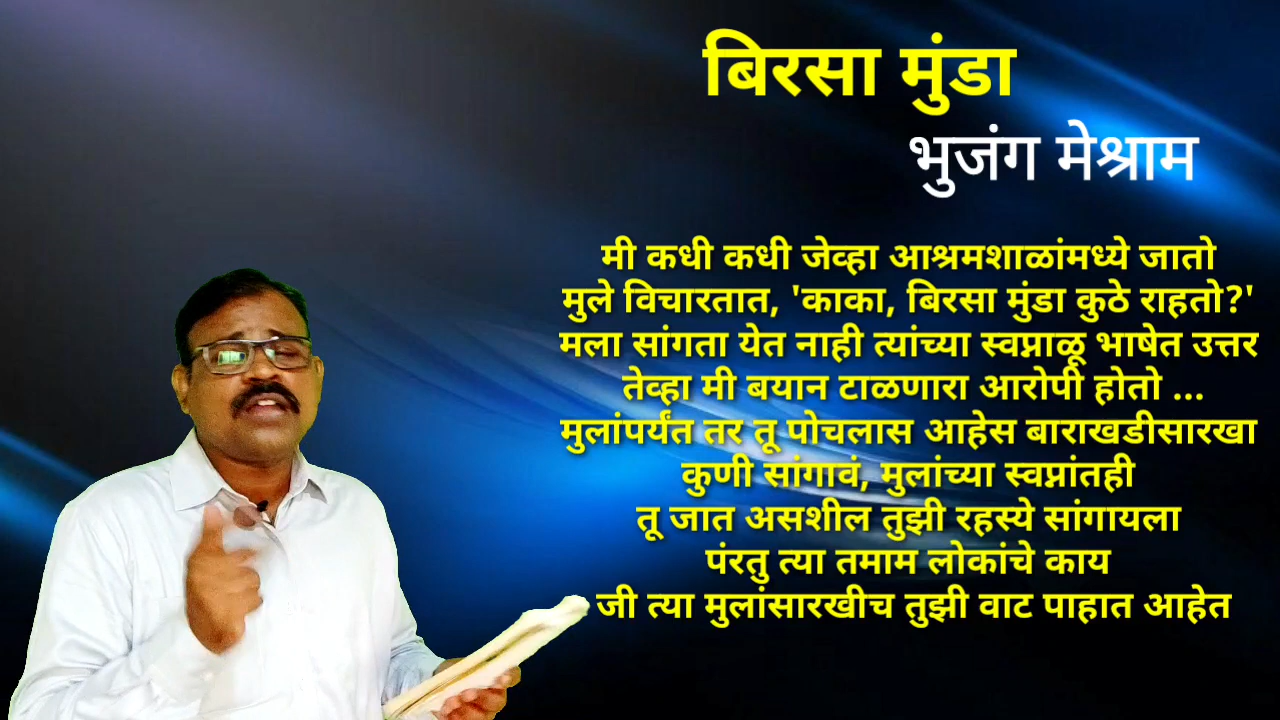 बिरसा मुंडा
भुजंग मेश्राम
मी कधी कधी जेव्हा आश्रमशाळांमध्ये जातो
मुले विचारतात, 'काका, बिरसा मुंडा कुठे राहतो?'
मला सांगता येत नाही त्यांच्या स्वप्नाळू भाषेत उत्तर
तेव्हा मी बयान टाळणारा आरोपी होतो ...
मुलांपर्यंत तर तू पोचलास आहेस बाराखडीसारखा
कुणी सांगावं, मुलांच्या स्वप्नांतही
तू जात असशील तुझी रहस्ये सांगायला
पंरतु त्या तमाम लोकांचे काय
जी त्या मुलांसारखीच तुझी वाट पाहात आहेत